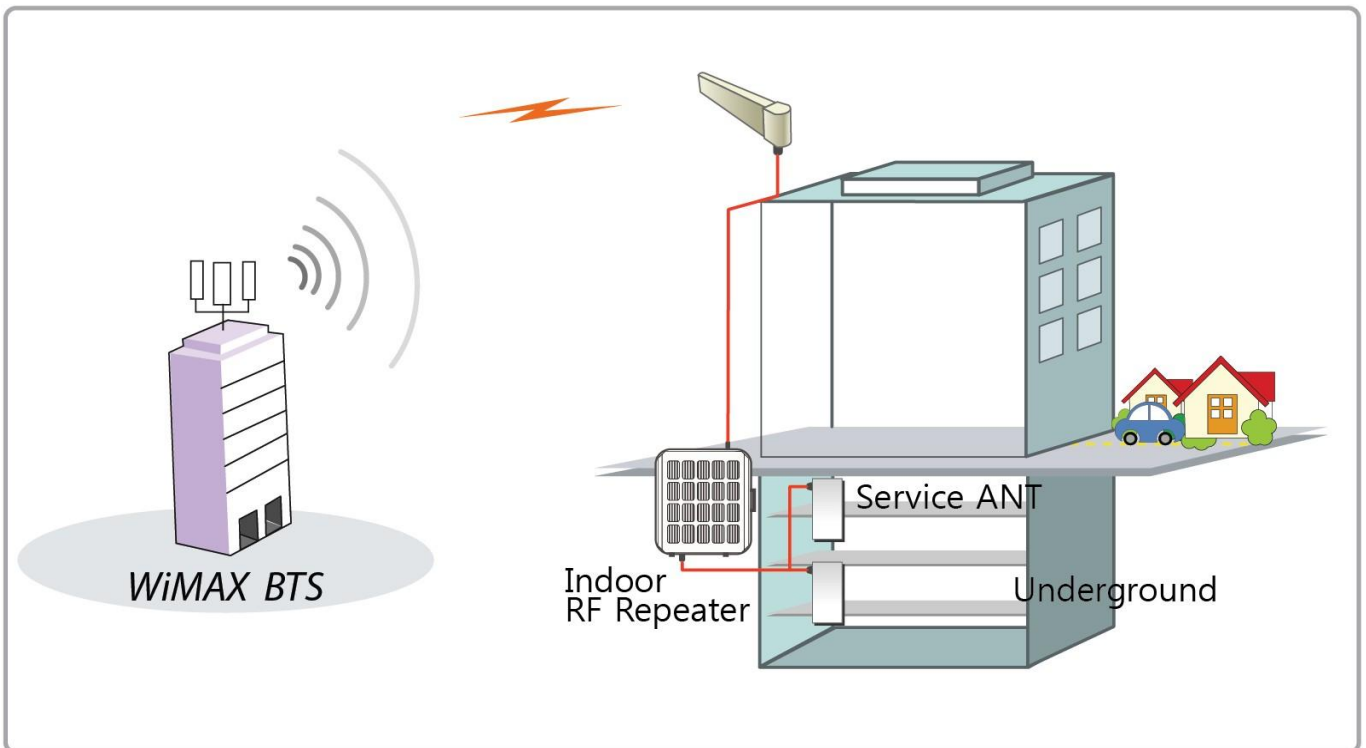 Service ANT
WiMAX BTS
Indoor
RF Repeater
Underground